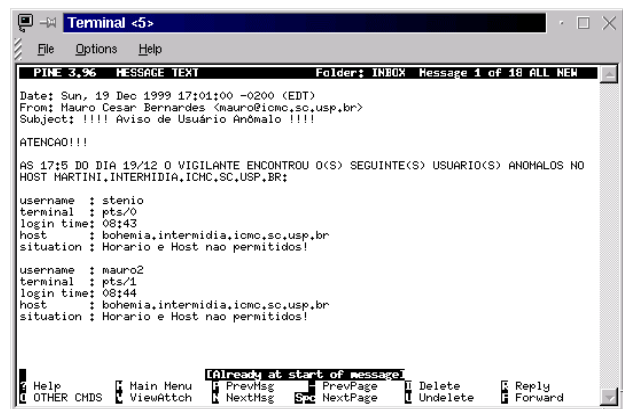 Terminal <5>
File Options Help
PINE 3.96 MESSAGE TEXT Folder: INBOX Message 1 of 18 ALL NEW
Date: Sun, 19 Dec 1999 17:01:00 -0200 (EDT)
From: Mauro Cesar Bernardes <mauro@icmc.sc.usp.br>
Subject: !!!! Aviso de Usuário Anômalo !!!!
ATENCAO!!!
AS 17:5 DO DIA 19/12 O VIGILANTE ENCONTROU O(S) SEGUINTE(S) USUARIO(S) ANOMALOS NO
HOST MARTINI.INTERMIDIA.ICMC.SC.USP.BR:
username : stenio
terminal : pts/0
login time: 08:43
host : bohemia.intermidia.icmc.sc.usp.br
situation : Horario e Host nao permitidos!
username : mauro2
terminal : pts/1
login time: 08:44
host : bohemia.intermidia.icmc.sc.usp.br
situation : Horario e Host nao permitidos!
[Already at start of message]
? Help M Main Menu P PrevMsg - PrevPage D Delete R Reply
O OTHER CMDS V ViewAttch N NextMsg Spc NextPage U Undelete F Forward